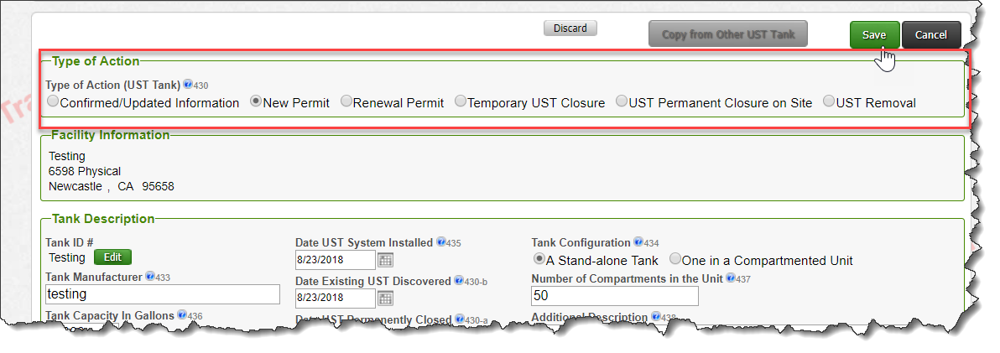 Discard
Copy from Other UST Tank
Save
Cancel
Type of Action
Type of Action (UST Tank) 430
Confirmed/Updated Information New Permit Renewal Permit Temporary UST Closure UST Permanent Closure on Site UST Removal
Tra
Facility Information
Testing
6598 Physical
Newcastle , CA 95658
Tank Description
Tank ID #
Testing Edit
Tank Manufacturer 433
testing
Tank Capacity In Gallons 436
Date UST System Installed 435
8/23/2018
Date Existing UST Discovered 430-b
8/23/2018
Date UST Permanently Closed 430-a
Tank Configuration 434
A Stand-alone Tank One in a Compartmented Unit
Number of Compartments in the Unit 437
50
Additional Description 438